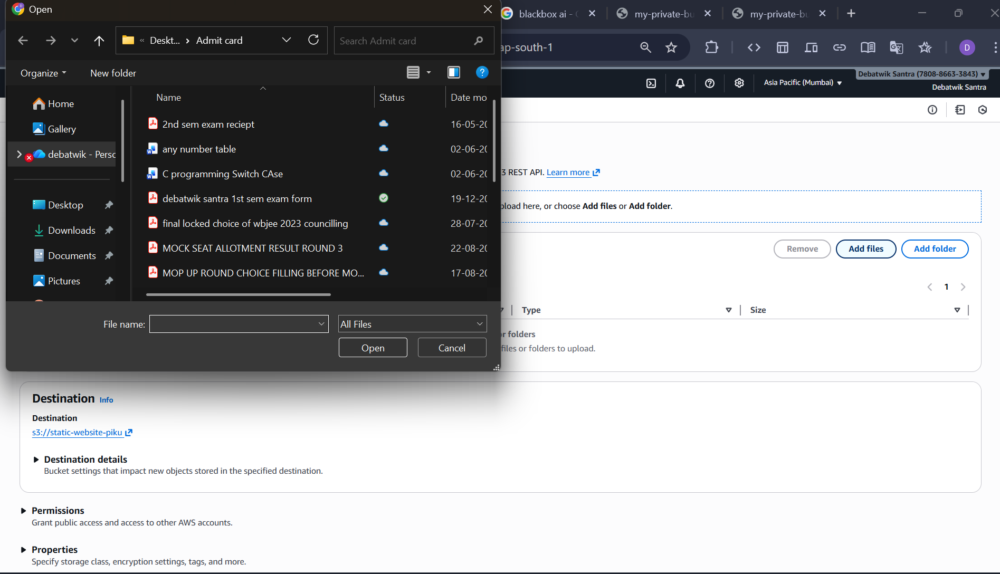 Open
blackbox ai -
my-private-bu
my-private-bu
Deskt... › Admit card
Search Admit card
ap-south-1
D
Organize
New folder
Debatwik Santra (7808-8663-3843)
Asia Pacific (Mumbai)
Debatwik Santra
Home
Gallery
debatwik - Persc
Desktop
Downloads
Documents
Pictures
Name Status Date mo
2nd sem exam reciept 16-05-20
any number table 02-06-20
C programming Switch CAse 02-06-20
debatwik santra 1st sem exam form 19-12-20
final locked choice of wbjee 2023 councilling 28-07-20
MOCK SEAT ALLOTMENT RESULT ROUND 3 22-08-20
MOP UP ROUND CHOICE FILLING BEFORE MO... 17-08-20
File name:
All Files
Open
Cancel
3 REST API. Learn more
pload here, or choose Add files or Add folder.
Remove
Add files
Add folder
1
Type
Size
or folders
files or folders to upload.
Destination Info
Destination
s3://static-website-piku
Destination details
Bucket settings that impact new objects stored in the specified destination.
Permissions
Grant public access and access to other AWS accounts.
Properties
Specify storage class, encryption settings, tags, and more.